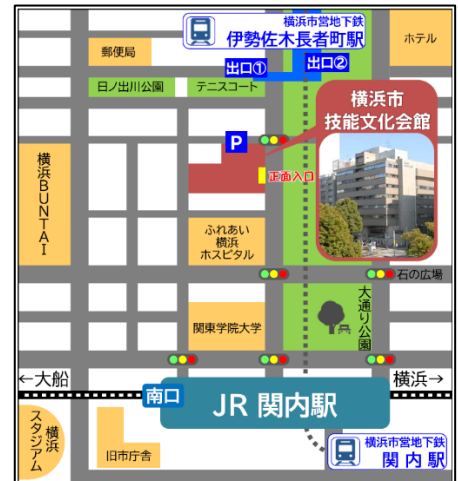 横浜市営地下鉄
伊勢佐木長者町駅
ホテル
郵便局
出口①
出口②
日ノ出川公園
テニスコート
横浜市
技能文化会館
P
正面入口
横浜BUNTAI
ふれあい
横浜
ホスピタル
石の広場
大通り公園
関東学院大学
←大船
横浜→
南口
JR 関内駅
横浜
スタジアム
旧市庁舎
横浜市営地下鉄
関内駅